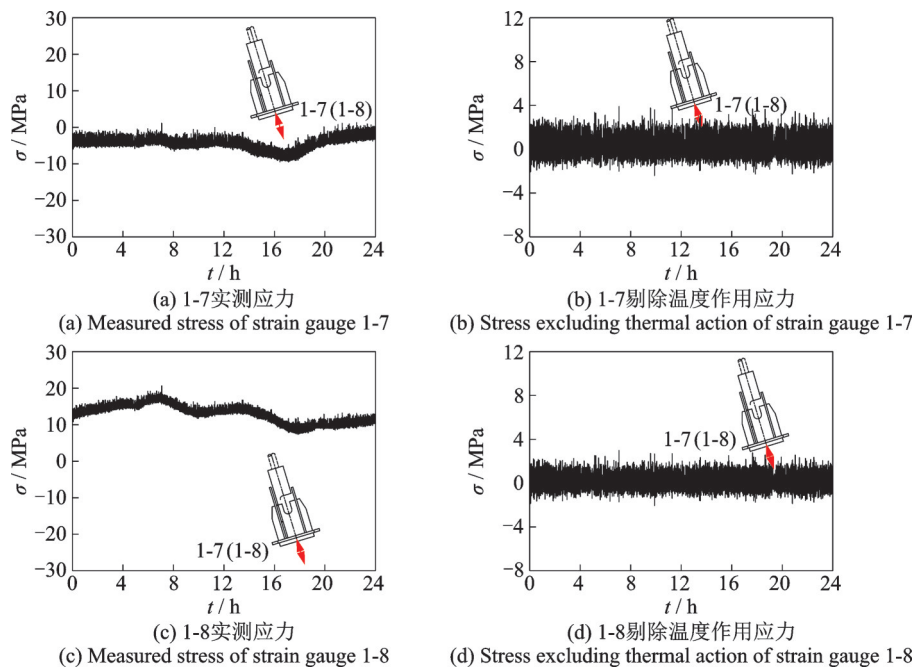 30
20
10
0
−10
−20
−30
σ / MPa
1-7 (1-8)
0 4 8 12 16 20 24
t / h
(a) 1-7实测应力
(a) Measured stress of strain gauge 1-7
12
8
4
0
−4
−8
σ / MPa
1-7 (1-8)
0 4 8 12 16 20 24
t / h
(b) 1-7剔除温度作用应力
(b) Stress excluding thermal action of strain gauge 1-7
30
20
10
0
−10
−20
−30
σ / MPa
1-7 (1-8)
0 4 8 12 16 20 24
t / h
(c) 1-8实测应力
(c) Measured stress of strain gauge 1-8
12
8
4
0
−4
−8
σ / MPa
1-7 (1-8)
0 4 8 12 16 20 24
t / h
(d) 1-8剔除温度作用应力
(d) Stress excluding thermal action of strain gauge 1-8